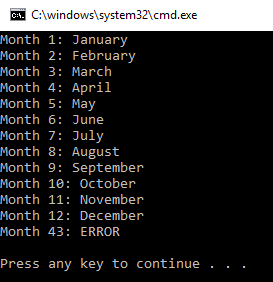 C:\windows\system32\cmd.exe
Month 1: January
Month 2: February
Month 3: March
Month 4: April
Month 5: May
Month 6: June
Month 7: July
Month 8: August
Month 9: September
Month 10: October
Month 11: November
Month 12: December
Month 43: ERROR
Press any key to continue . . .